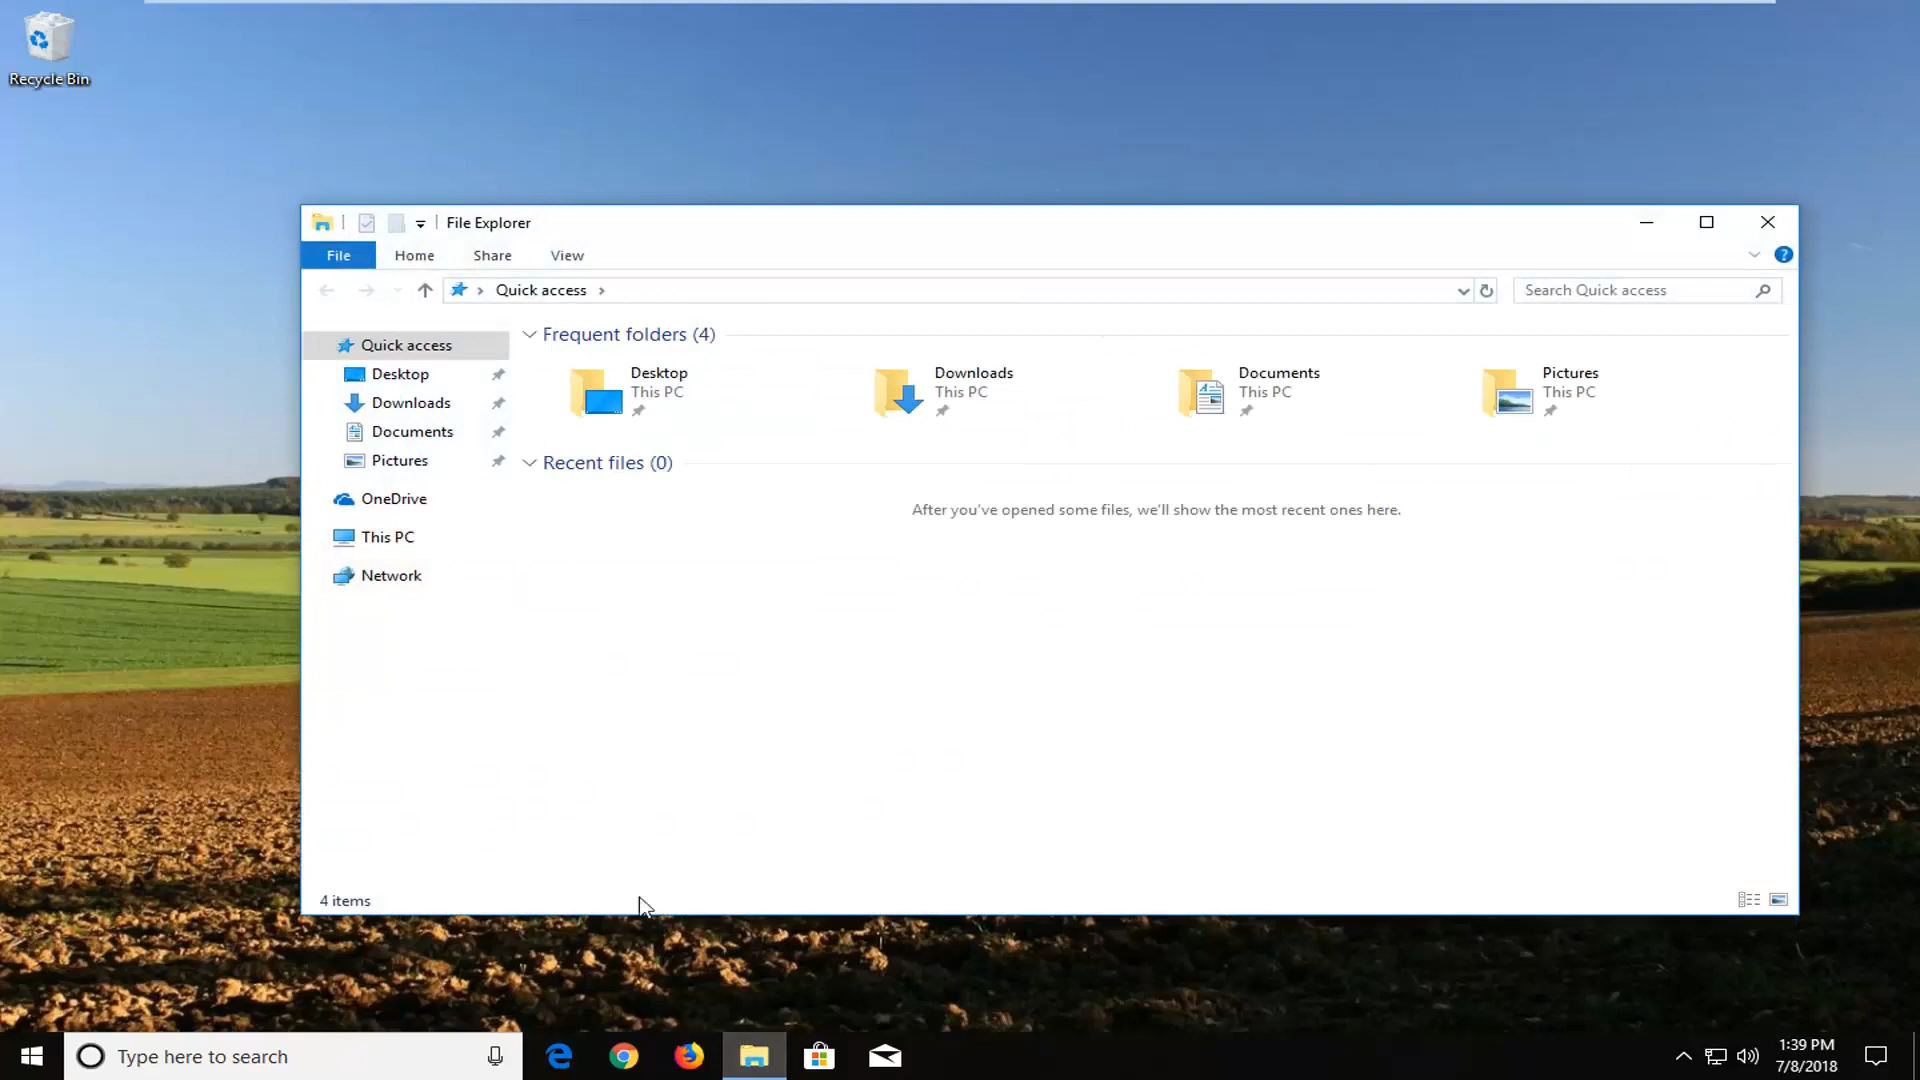 Recycle Bin
File Explorer
File Home Share View
Quick access
Search Quick access
Quick access
Desktop
Downloads
Documents
Pictures
OneDrive
This PC
Network
Frequent folders (4)
Desktop
This PC
Downloads
This PC
Documents
This PC
Pictures
This PC
Recent files (0)
After you've opened some files, we'll show the most recent ones here.
4 items
Type here to search
1:39 PM
7/8/2018